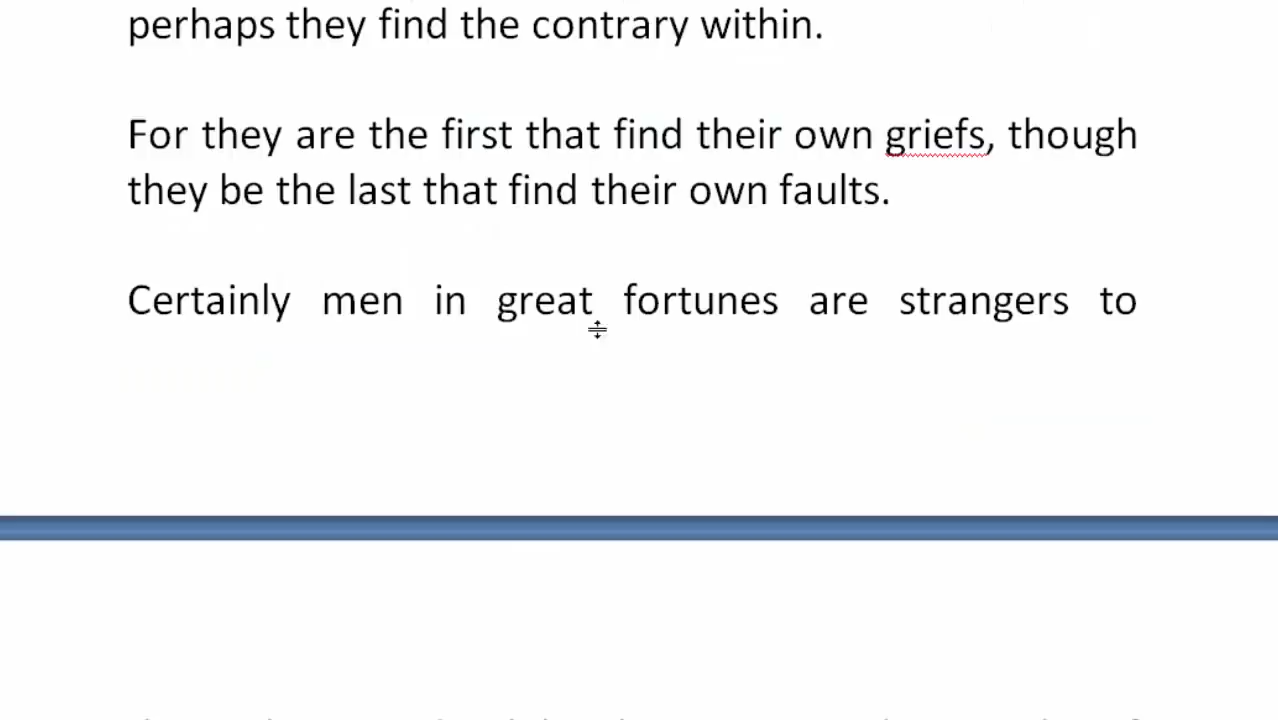 perhaps they find the contrary within.
For they are the first that find their own griefs, though
they be the last that find their own faults.
Certainly men in great fortunes are strangers to